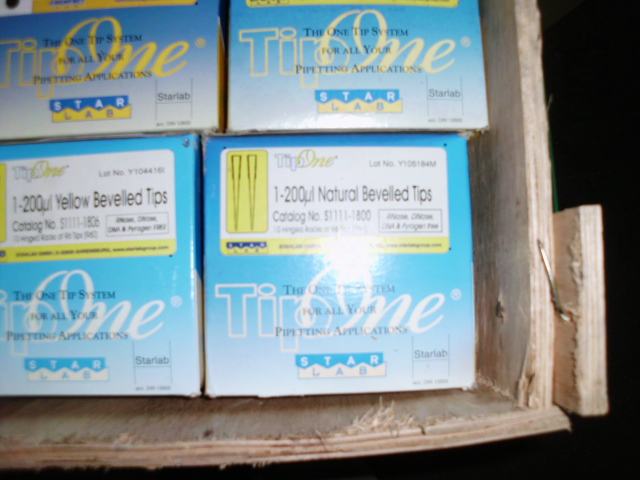 TipOne®
THE ONE TIP SYSTEM
FOR ALL YOUR
PIPETTING APPLICATIONS
STAR
LAB
Starlab
TipOne®
THE ONE TIP SYSTEM
FOR ALL YOUR
PIPETTING APPLICATIONS
STAR
LAB
Starlab
TipOne® Lot No. Y104416I
1-200µl Yellow Bevelled Tips
Catalog No. S1111-1806
RNase, DNase,
DNA & Pyrogen FREE
THE ONE TIP SYSTEM
FOR ALL YOUR
PIPETTING APPLICATIONS
TipOne®
STAR
LAB
Starlab
TipOne® Lot No. Y105184M
1-200µl Natural Bevelled Tips
Catalog No. S1111-1800
RNase, DNase,
DNA & Pyrogen free
STAR LAB
TipOne®
THE ONE TIP SYSTEM
FOR ALL YOUR
PIPETTING APPLICATIONS
STAR
LAB
Starlab